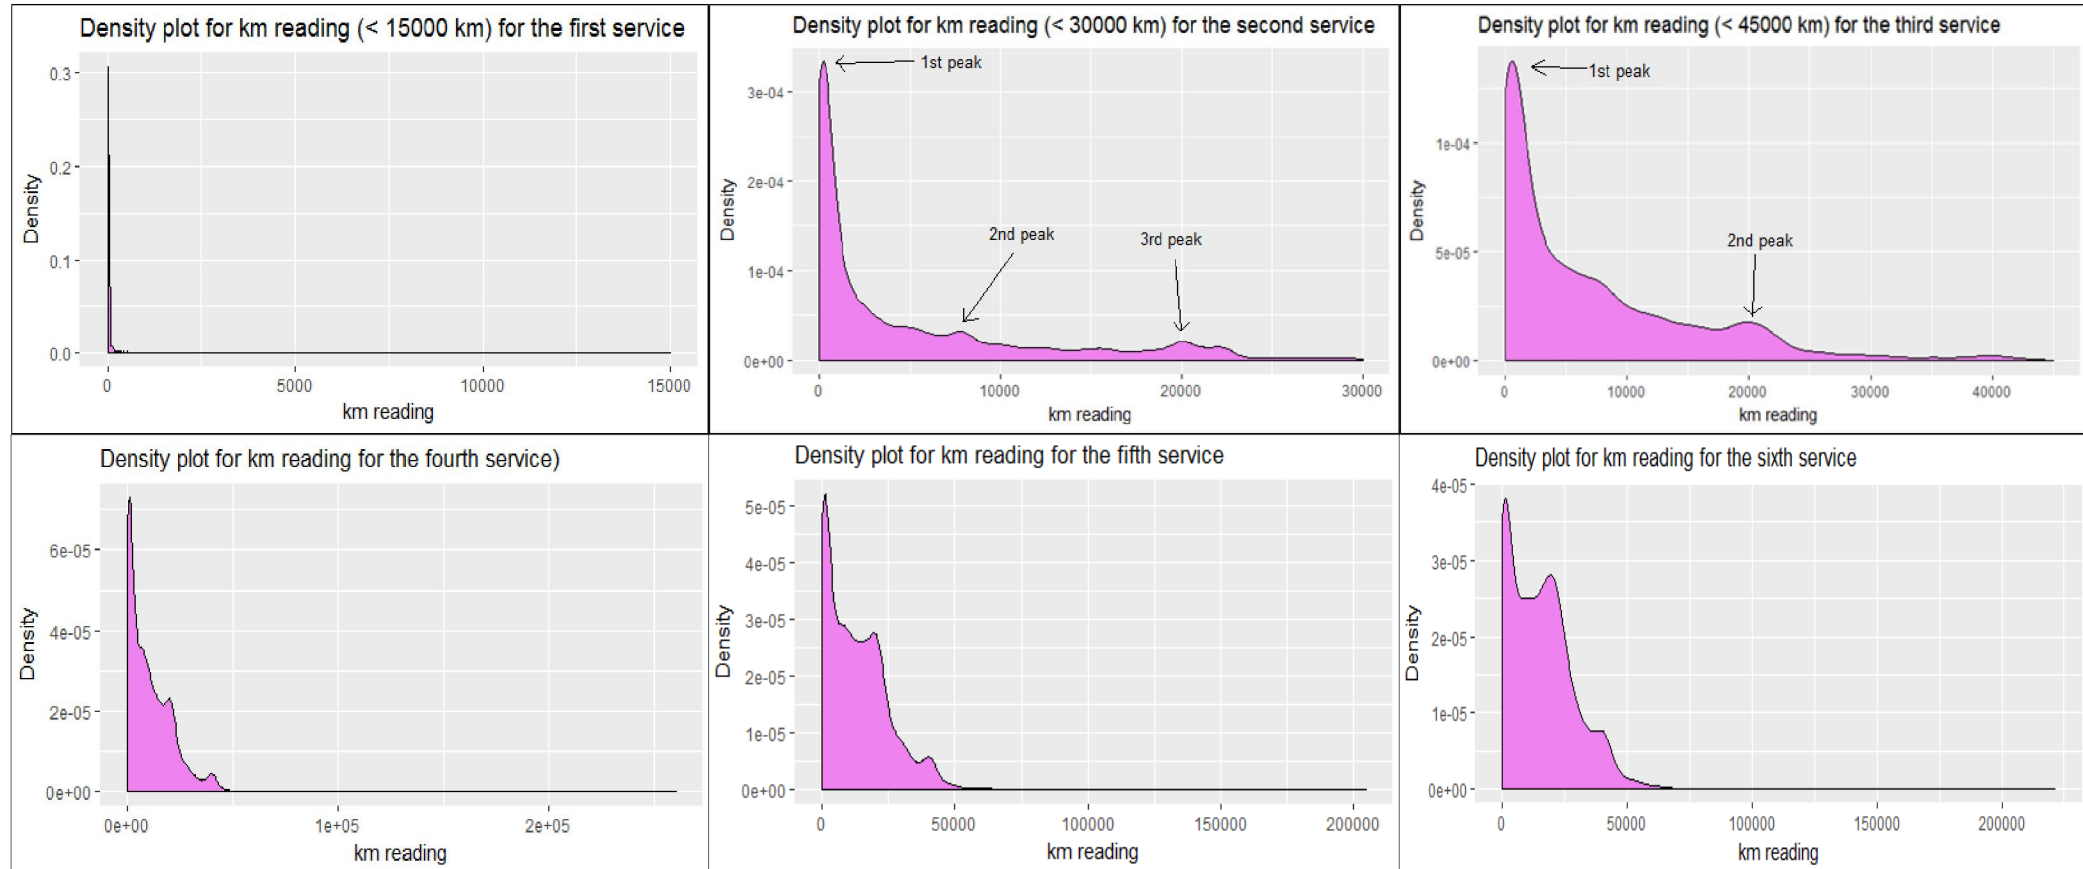 Density plot for km reading (< 15000 km) for the first service
0.3
0.2
0.1
0.0
Density
0
5000
10000
15000
km reading
Density plot for km reading (< 30000 km) for the second service
1st peak
2nd peak
3rd peak
3e-04
2e-04
1e-04
0e+00
Density
0
10000
20000
30000
km reading
Density plot for km reading (< 45000 km) for the third service
1st peak
2nd peak
1e-04
5e-05
0e+00
Density
0
10000
20000
30000
40000
km reading
Density plot for km reading for the fourth service)
6e-05
4e-05
2e-05
0e+00
Density
0e+00
1e+05
2e+05
km reading
Density plot for km reading for the fifth service
5e-05
4e-05
3e-05
2e-05
1e-05
0e+00
Density
0
50000
100000
150000
200000
km reading
Density plot for km reading for the sixth service
4e-05
3e-05
2e-05
1e-05
0e+00
Density
0
50000
100000
150000
200000
km reading